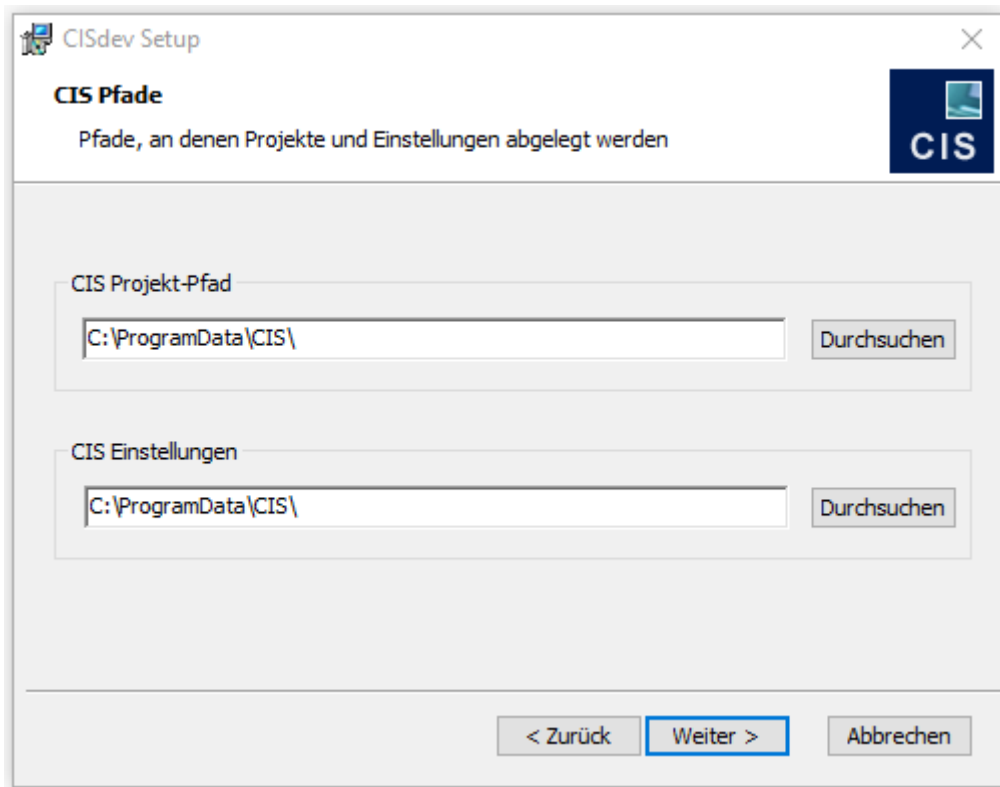 CISdev Setup
CIS Pfade
Pfade, an denen Projekte und Einstellungen abgelegt werden
CIS
CIS Projekt-Pfad
C:\ProgramData\CIS\
Durchsuchen
CIS Einstellungen
C:\ProgramData\CIS\
Durchsuchen
< Zurück
Weiter >
Abbrechen